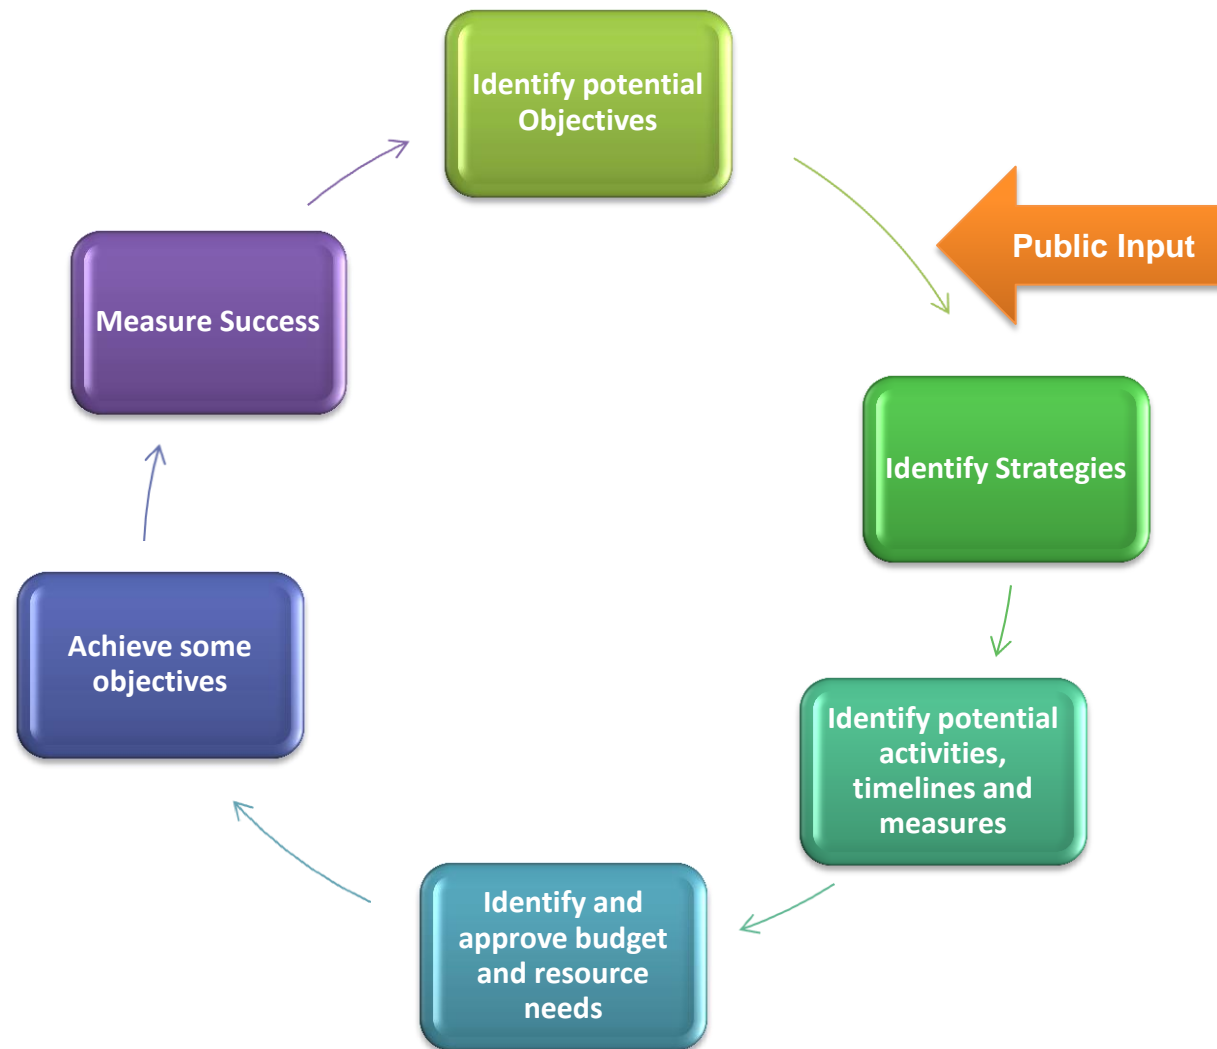 Identify potential
Objectives
Public Input
Measure Success
Identify Strategies
Achieve some
objectives
Identify potential
activities,
timelines and
measures
Identify and
approve budget
and resource
needs